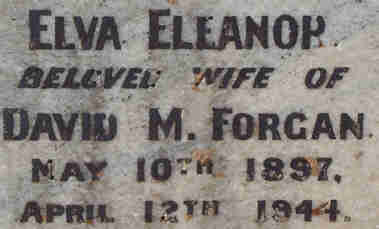 ELVA ELEANOR
BELOVED WIFE OF
DAVID M. FORGAN.
MAY 10TH 1897,
APRIL 12TH 1944.